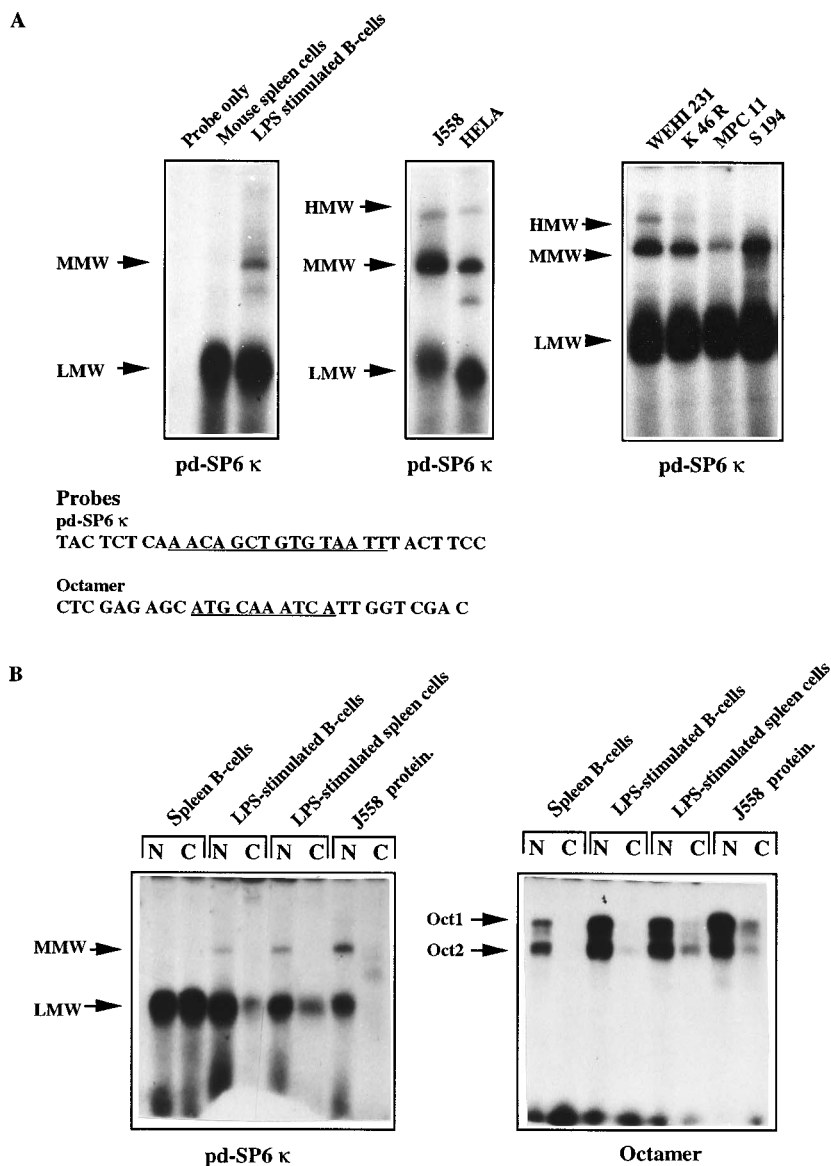 A
Probe only
Mouse spleen cells
LPS stimulated B-cells
J558
HELA
WEHI 231
K 46 R
MPC 11
S 194
MMW
LMW
HMW
MMW
LMW
HMW
MMW
LMW
pd-SP6 κ
pd-SP6 κ
pd-SP6 κ
Probes
pd-SP6 κ
TAC TCT CAA ACA GCT GTG TAA TTT ACT TCC
Octamer
CTC GAG AGC ATG CAA ATC ATT GGT CGA C
B
Spleen B-cells
LPS-stimulated B-cells
LPS-stimulated spleen cells
J558 protein.
N C N C N C N C
MMW
LMW
pd-SP6 κ
Spleen B-cells
LPS-stimulated B-cells
LPS-stimulated spleen cells
J558 protein.
N C N C N C N C
Oct1
Oct2
Octamer